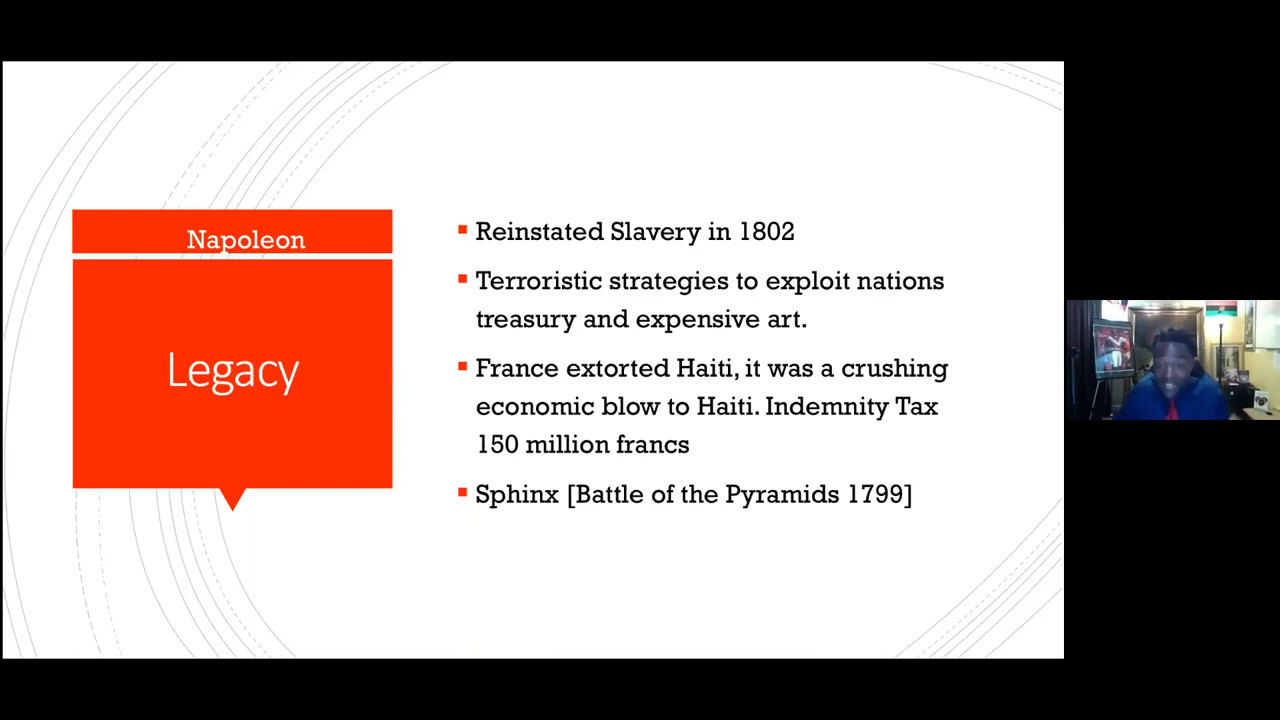 Napoleon
Legacy
Reinstated Slavery in 1802
Terroristic strategies to exploit nations
treasury and expensive art.
France extorted Haiti, it was a crushing
economic blow to Haiti. Indemnity Tax
150 million francs
Sphinx [Battle of the Pyramids 1799]